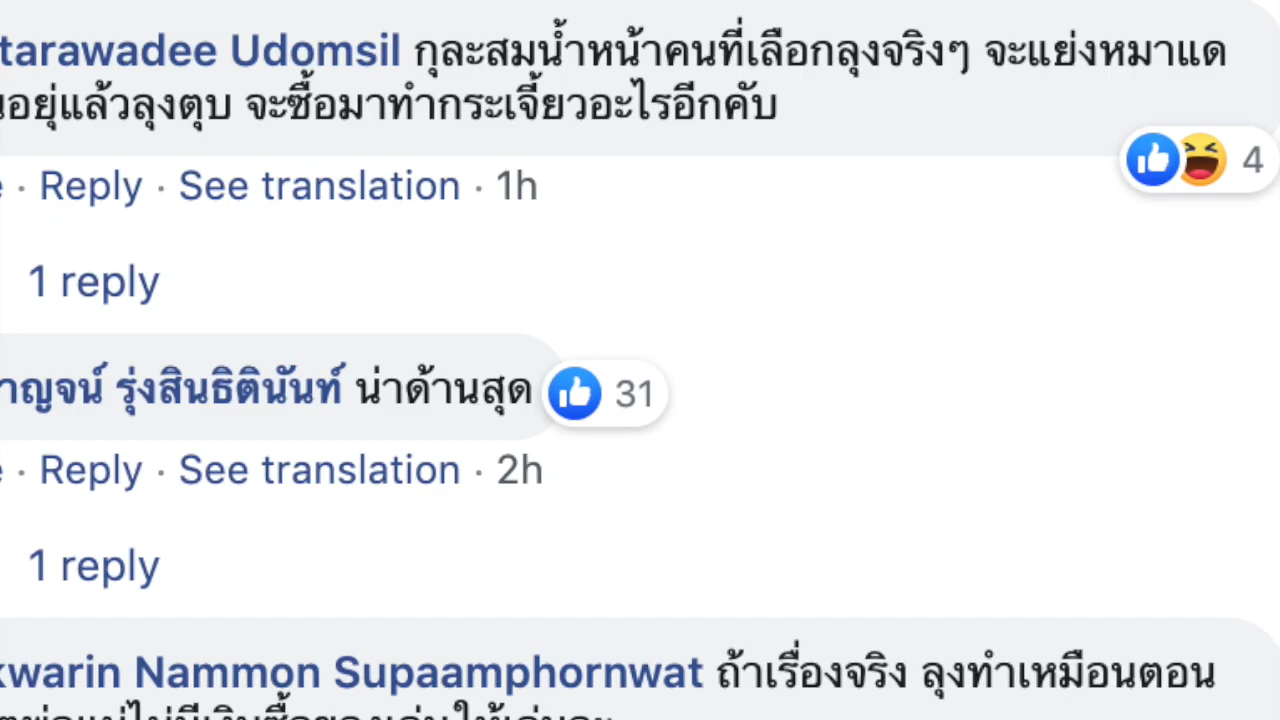 tarawadee Udomsil กุละสมน้ำหน้าคนที่เลือกลุงจริงๆ จะแย่งหมาแด
นอยุ่แล้วลุงตุบ จะซื้อมาทำกระเจี้ยวอะไรอีกคับ
4
· Reply · See translation · 1h
1 reply
าญจน์ รุ่งสินธิตินันท์ น่าด้านสุด 31
· Reply · See translation · 2h
1 reply
kwarin Nammon Supaamphornwat ถ้าเรื่องจริง ลุงทำเหมือนตอน